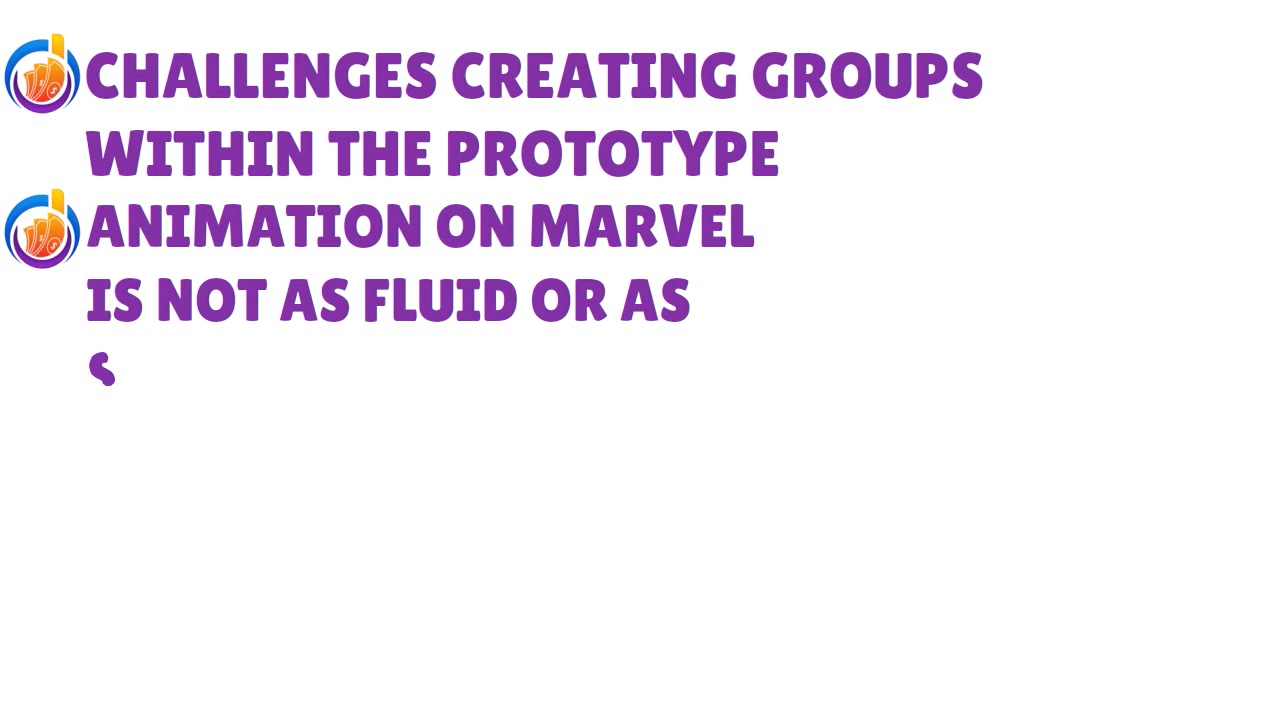 CHALLENGES CREATING GROUPS
WITHIN THE PROTOTYPE
ANIMATION ON MARVEL
IS NOT AS FLUID OR AS